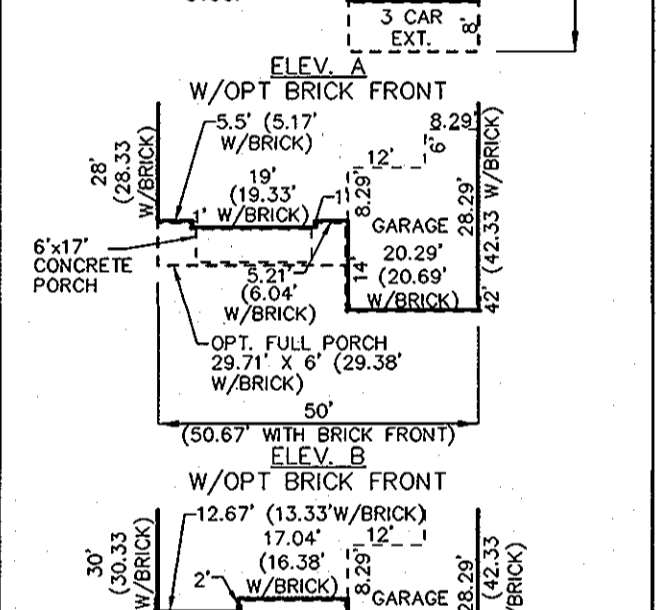 3 CAR
EXT.
8'
ELEV. A
W/OPT BRICK FRONT
5.5' (5.17'
W/BRICK)
8.29'
6'
12'
28'
(28.33
W/BRICK)
19'
(19.33'
W/BRICK)
1'
1'
8.29'
GARAGE
28.29'
42' (42.33 W/BRICK)
20.29'
(20.69'
W/BRICK)
14'
6'x17'
CONCRETE
PORCH
5.21'
(6.04'
W/BRICK)
OPT. FULL PORCH
29.71' X 6' (29.38'
W/BRICK)
50'
(50.67' WITH BRICK FRONT)
ELEV. B
W/OPT BRICK FRONT
12.67' (13.33'W/BRICK)
17.04'
(16.38'
W/BRICK)
12'
30'
(30.33
W/BRICK)
2'
8.29'
GARAGE
28.29'
(42.33
BRICK)